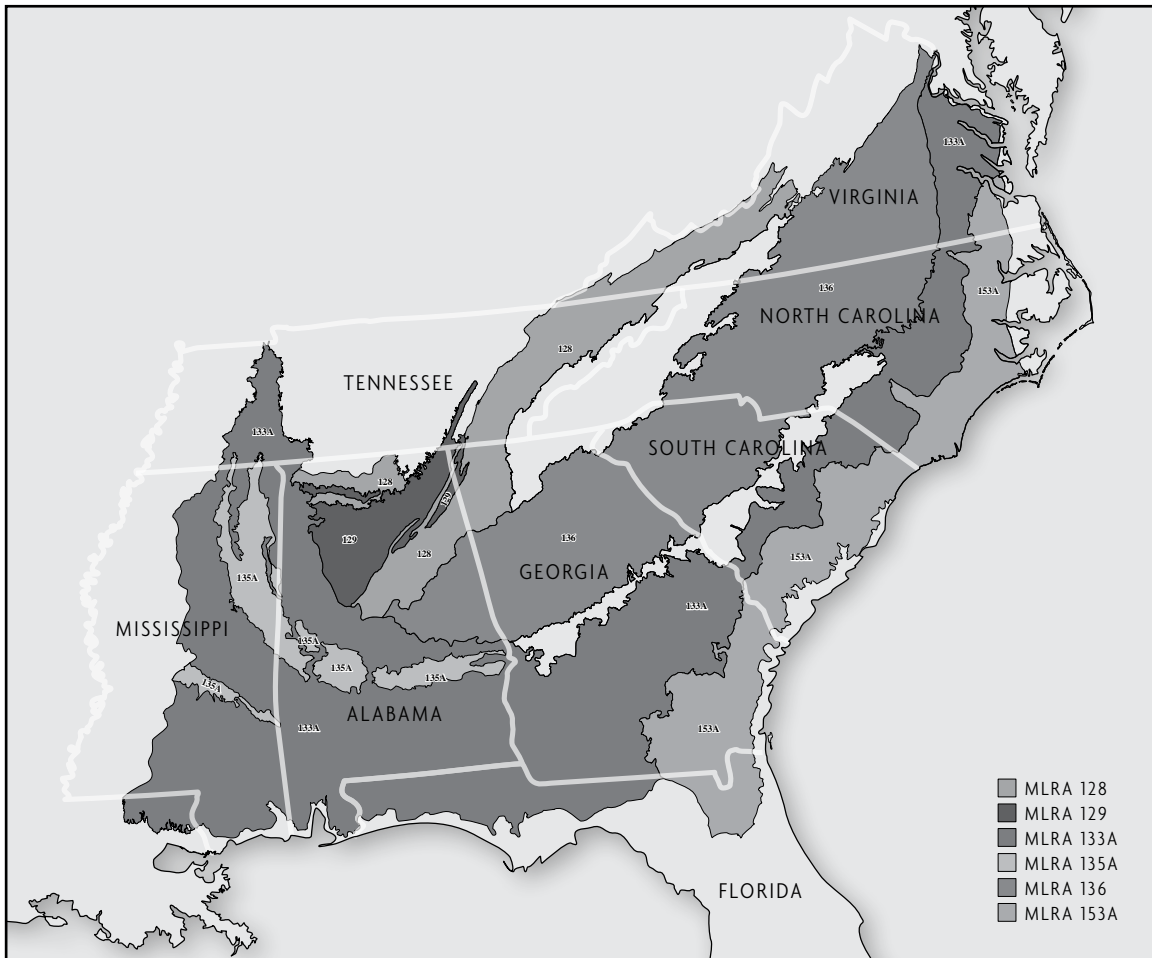 133A
VIRGINIA
153A
136
NORTH CAROLINA
128
TENNESSEE
133A
SOUTH CAROLINA
128
129
129
136
128
153A
GEORGIA
135A
133A
MISSISSIPPI
135A
135A
135A
135A
ALABAMA
133A
153A
FLORIDA
MLRA 128
MLRA 129
MLRA 133A
MLRA 135A
MLRA 136
MLRA 153A